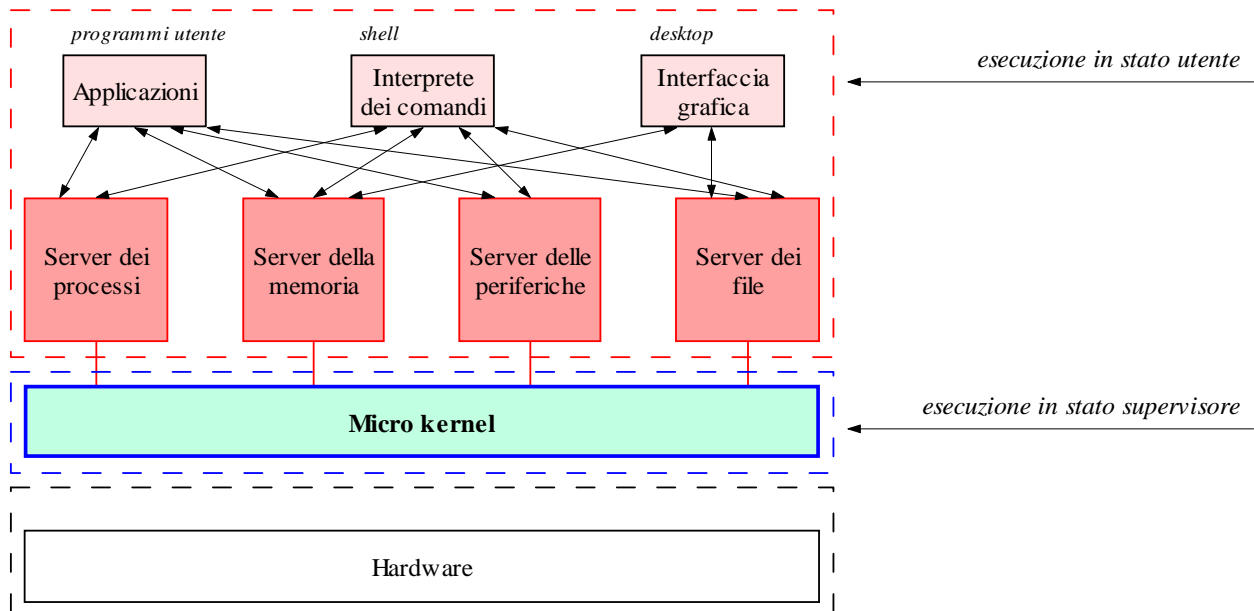 programmi utente
shell
desktop
esecuzione in stato utente
Applicazioni
Interprete
dei comandi
Interfaccia
grafica
Server dei
processi
Server della
memoria
Server delle
periferiche
Server dei
file
esecuzione in stato supervisore
Micro kernel
Hardware